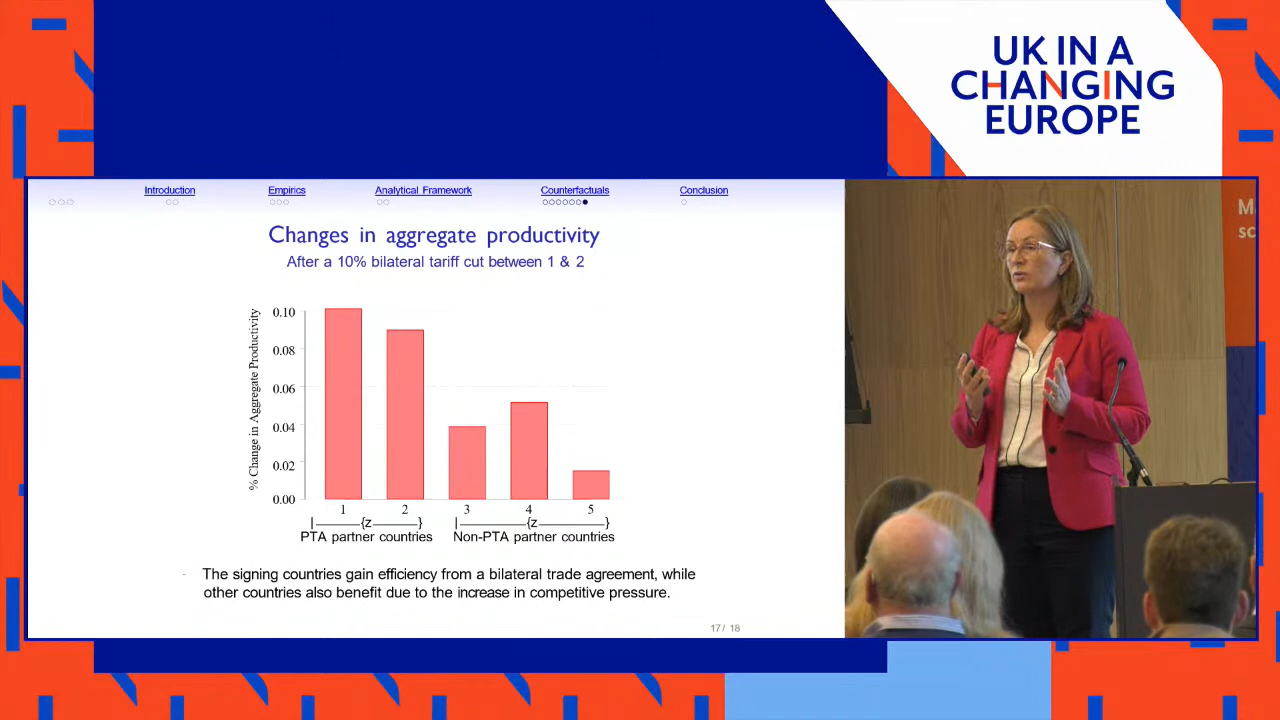 UK IN A
CHANGING
EUROPE
Introduction Empirics Analytical Framework Counterfactuals Conclusion
Changes in aggregate productivity
After a 10% bilateral tariff cut between 1 & 2
% Change in Aggregate Productivity
0.10
0.08
0.06
0.04
0.02
0.00
1 2 3 4 5
|———{z———} |———{z———}
PTA partner countries Non-PTA partner countries
- The signing countries gain efficiency from a bilateral trade agreement, while
other countries also benefit due to the increase in competitive pressure.
17 / 18